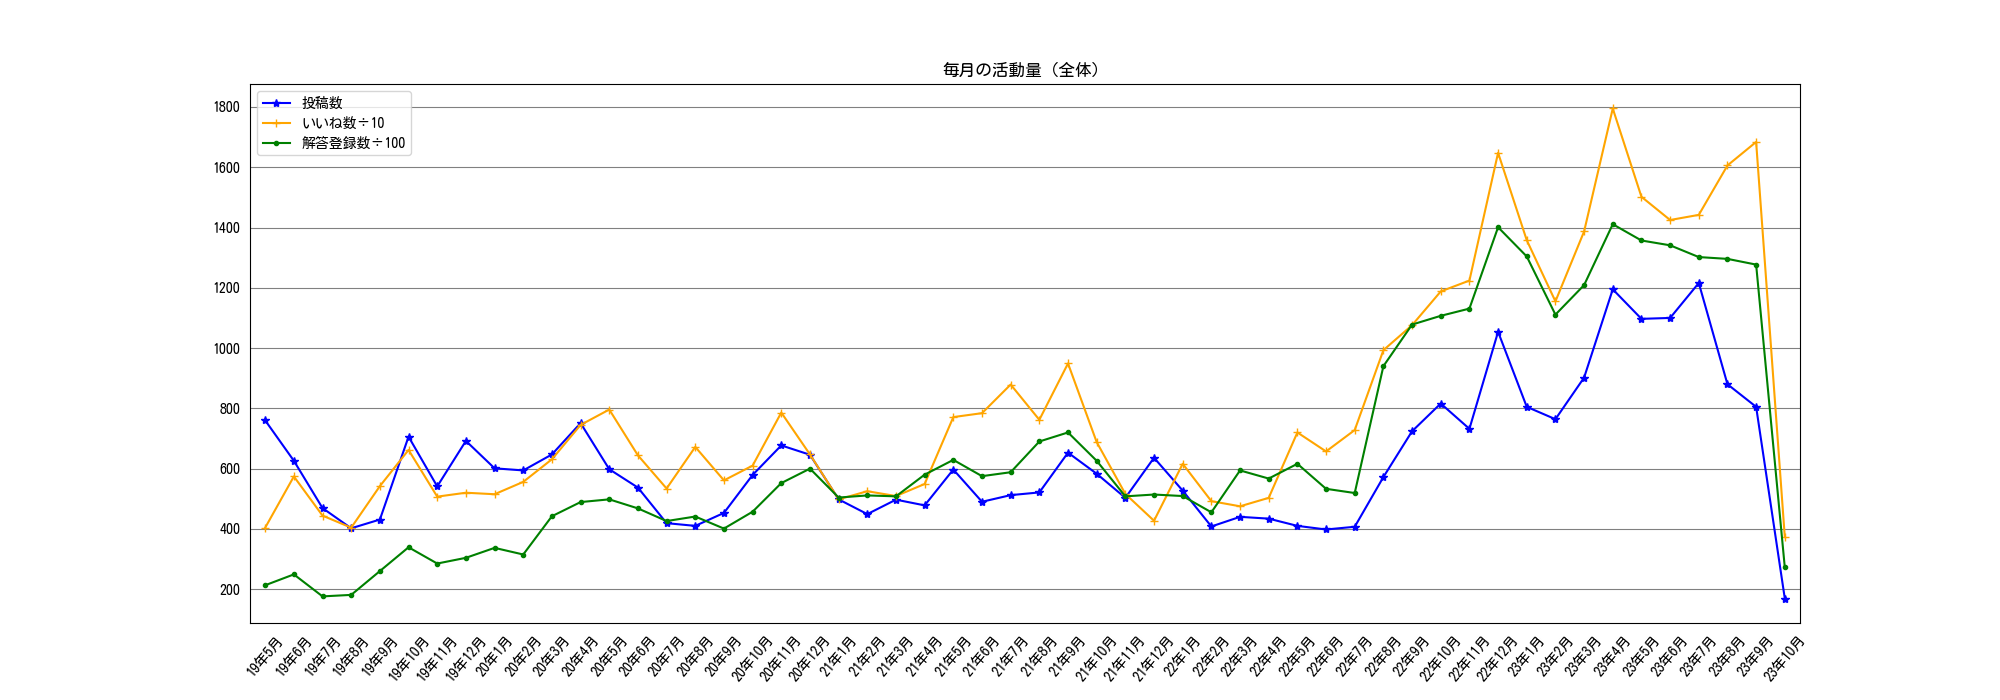 毎月の活動量（全体）
投稿数
いいね数÷10
解答登録数÷100
1800
1600
1400
1200
1000
800
600
400
200
19年5月
19年6月
19年7月
19年8月
19年9月
19年10月
19年11月
19年12月
20年1月
20年2月
20年3月
20年4月
20年5月
20年6月
20年7月
20年8月
20年9月
20年10月
20年11月
20年12月
21年1月
21年2月
21年3月
21年4月
21年5月
21年6月
21年7月
21年8月
21年9月
21年10月
21年11月
21年12月
22年1月
22年2月
22年3月
22年4月
22年5月
22年6月
22年7月
22年8月
22年9月
22年10月
22年11月
22年12月
23年1月
23年2月
23年3月
23年4月
23年5月
23年6月
23年7月
23年8月
23年9月
23年10月